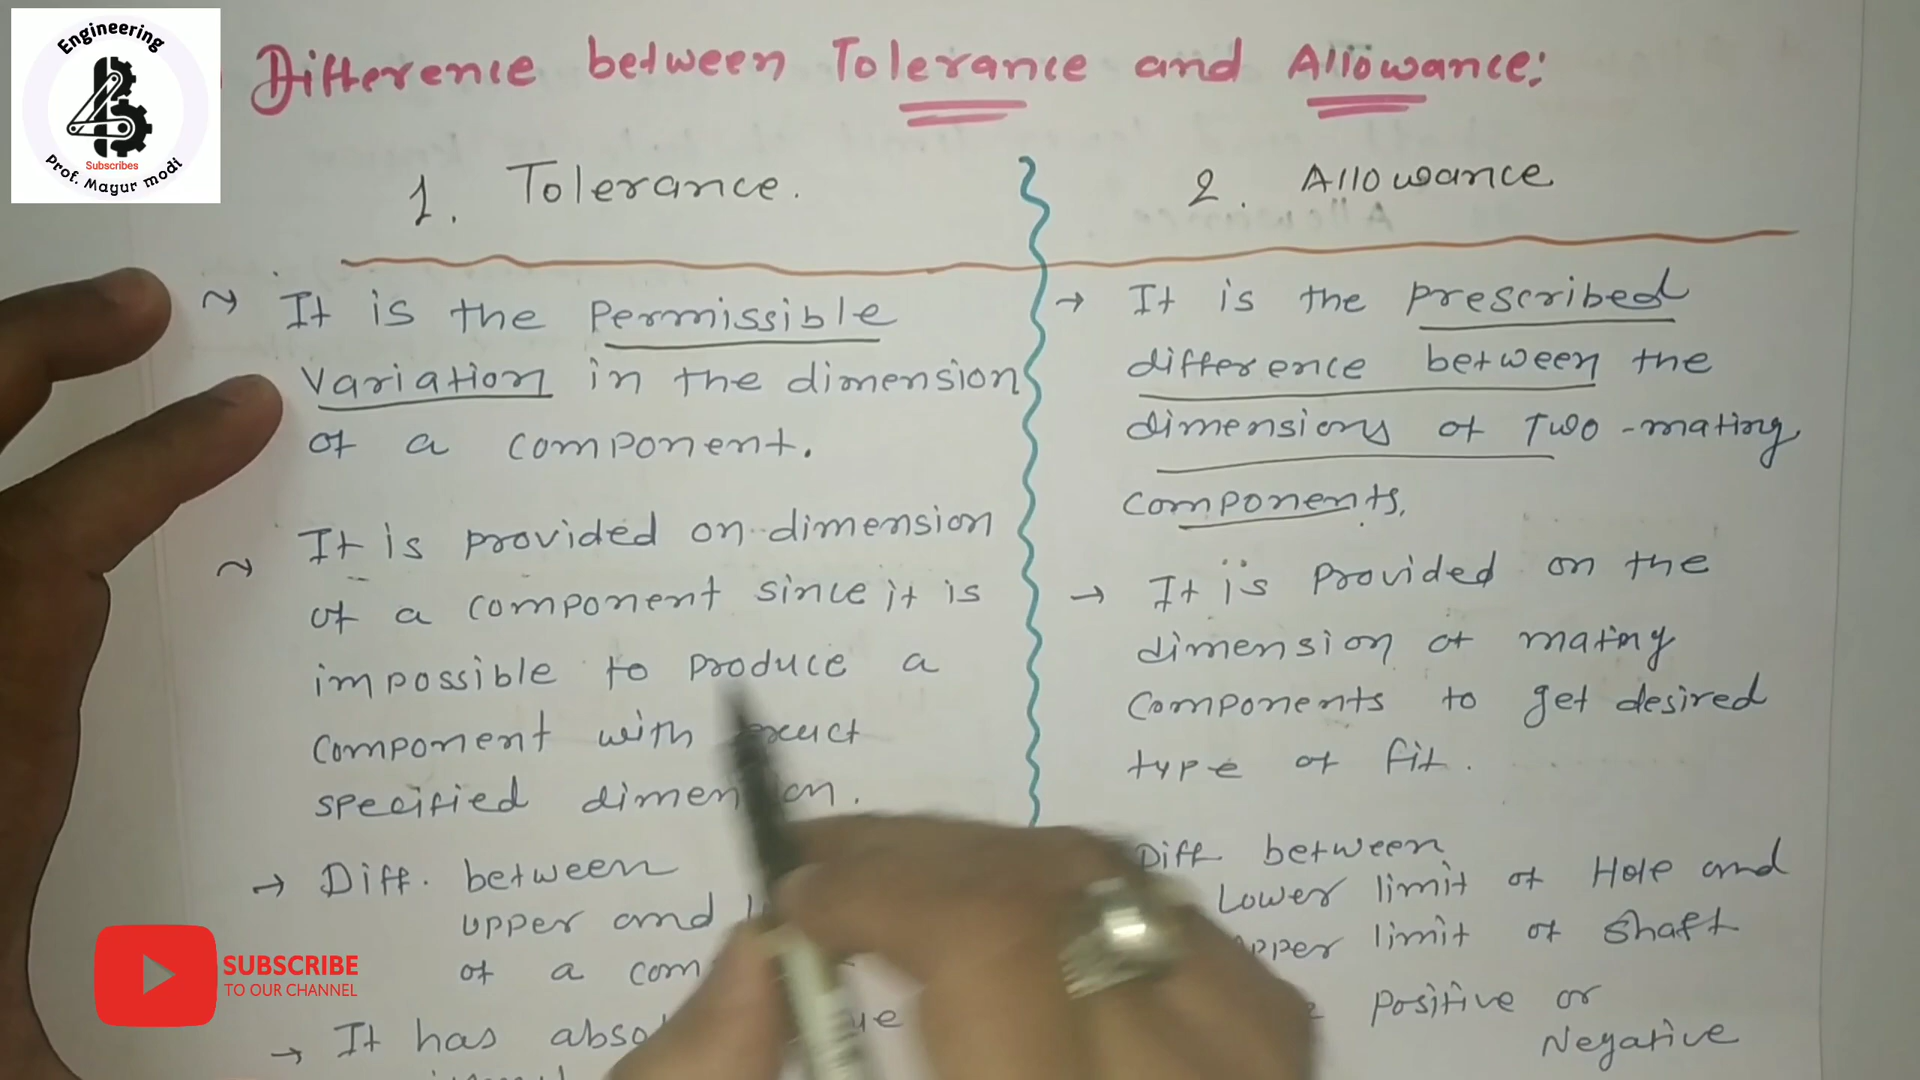 Engineering
Subscribes
Prof. Mayur modi
Difference between Tolerance and Allowance:
1. Tolerance.
It is the Permissible
variation in the dimension
of a component.
It is provided on dimension
of a component since it is
impossible to produce a
component with
specified
Diff. between
upper and
of a
It has
2. Allowance
It is the prescribed
difference between the
dimensions of Two-mating
components.
It is provided on the
dimension of mating
components to get desired
type of fit.
Diff between
Lower limit of Hole and
limit of shaft
positive or
Negative
SUBSCRIBE
TO OUR CHANNEL